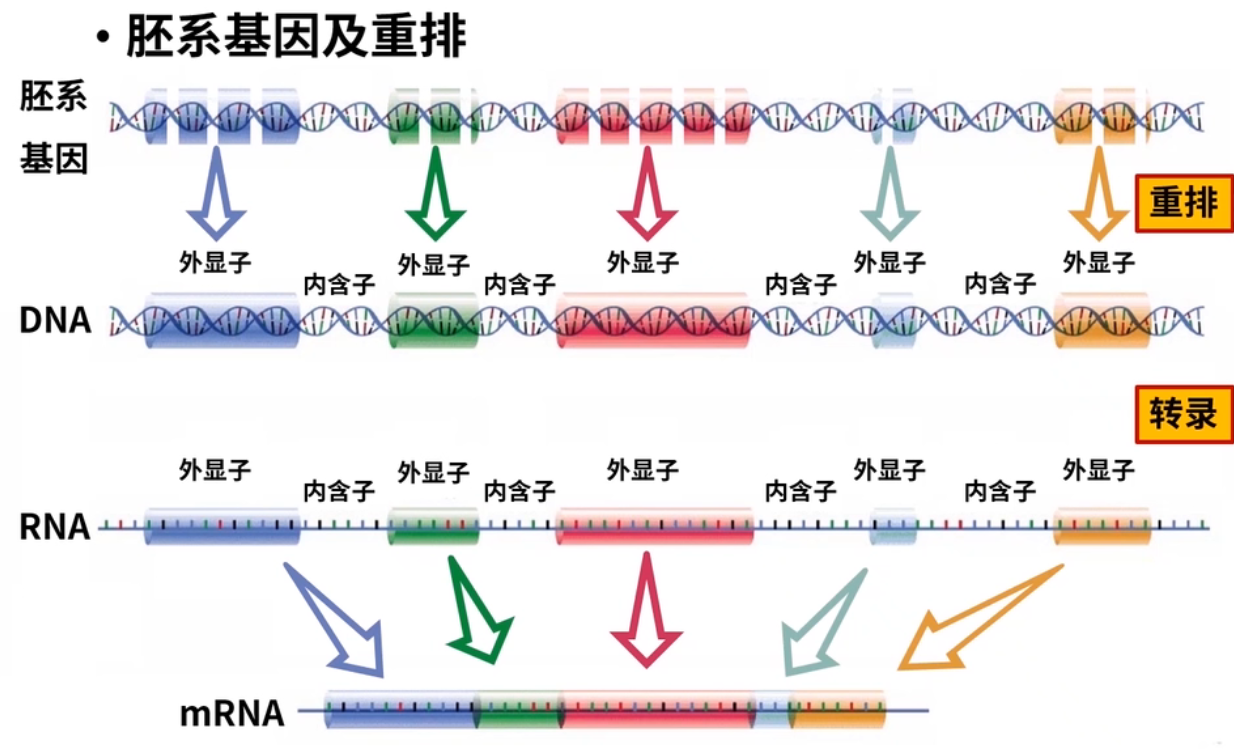 • 胚系基因及重排
胚系
基因
重排
外显子
内含子
外显子
内含子
外显子
内含子
外显子
内含子
外显子
DNA
转录
外显子
内含子
外显子
内含子
外显子
内含子
外显子
内含子
外显子
RNA
mRNA